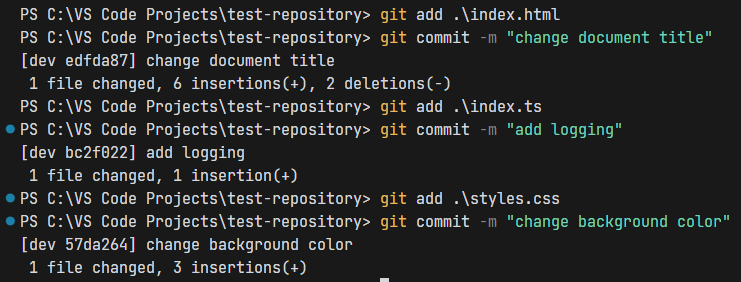 PS C:\VS Code Projects\test-repository> git add .\index.html
PS C:\VS Code Projects\test-repository> git commit -m "change document title"
[dev edfda87] change document title
 1 file changed, 6 insertions(+), 2 deletions(-)
PS C:\VS Code Projects\test-repository> git add .\index.ts
PS C:\VS Code Projects\test-repository> git commit -m "add logging"
[dev bc2f022] add logging
 1 file changed, 1 insertion(+)
PS C:\VS Code Projects\test-repository> git add .\styles.css
PS C:\VS Code Projects\test-repository> git commit -m "change background color"
[dev 57da264] change background color
 1 file changed, 3 insertions(+)